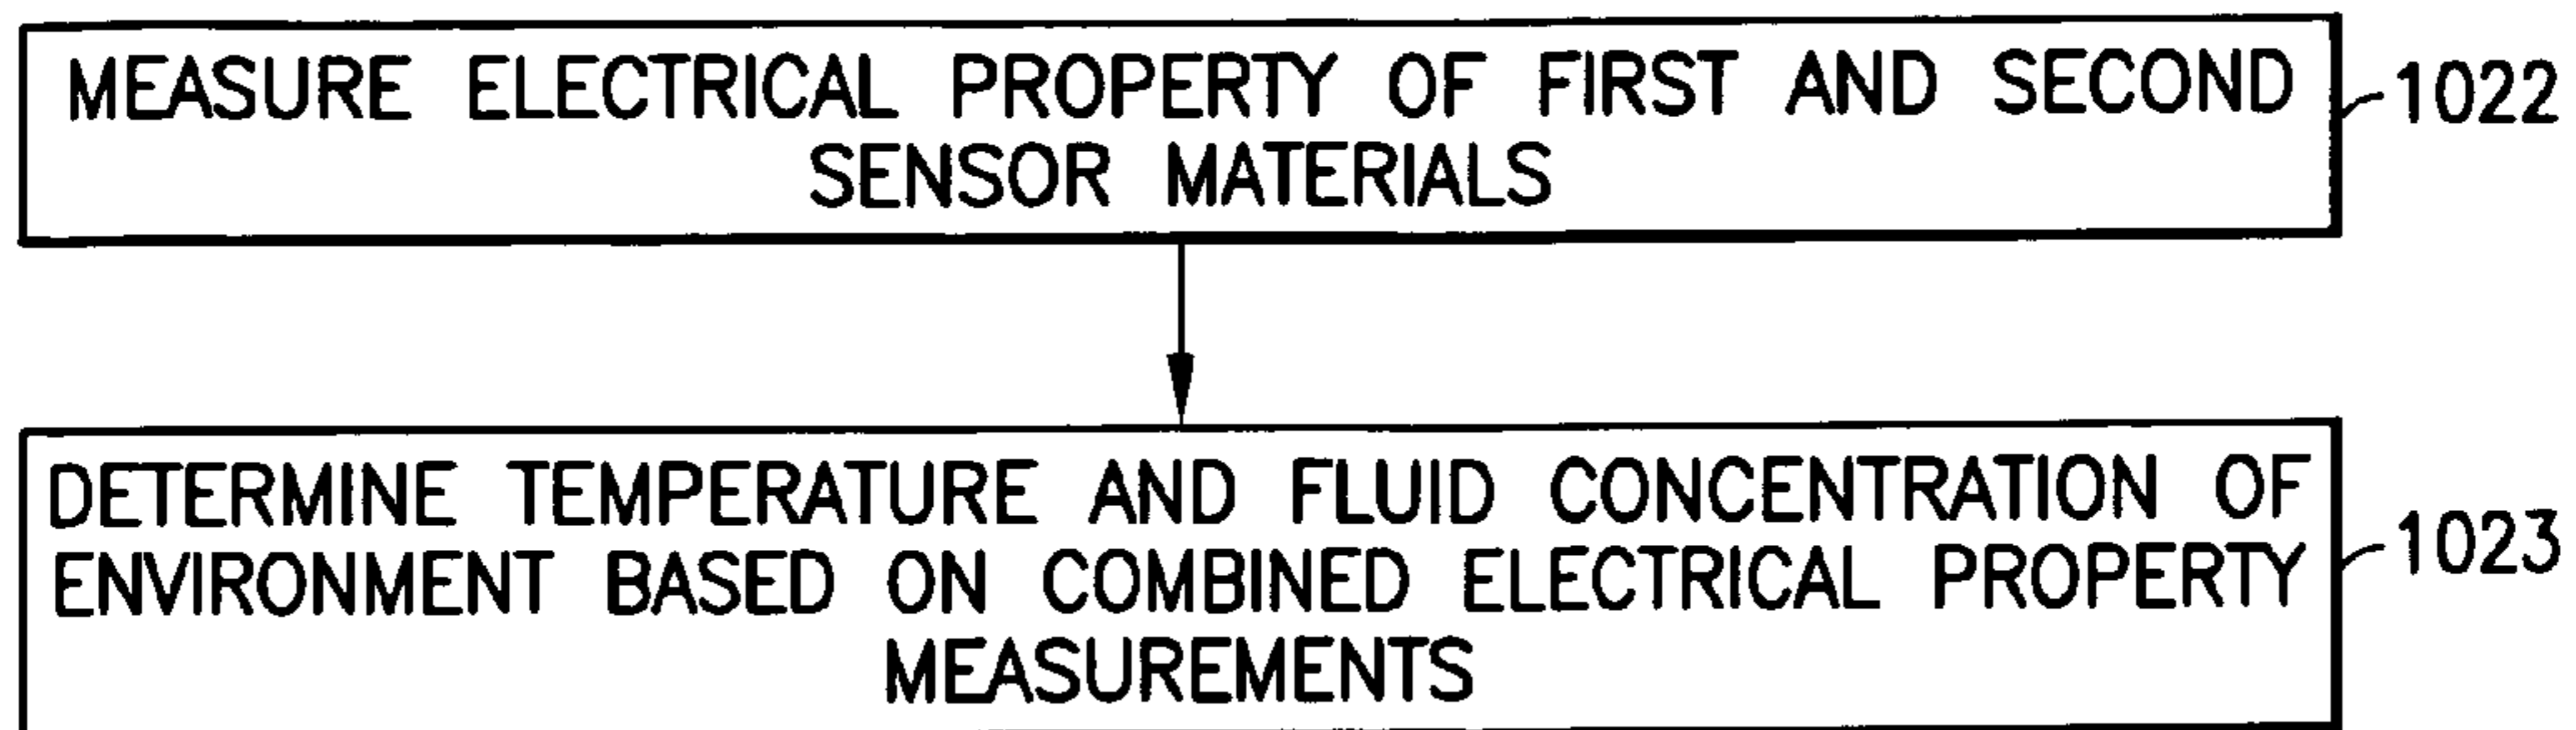 MEASURE ELECTRICAL PROPERTY OF FIRST AND SECOND
SENSOR MATERIALS
1022
DETERMINE TEMPERATURE AND FLUID CONCENTRATION OF
ENVIRONMENT BASED ON COMBINED ELECTRICAL PROPERTY
MEASUREMENTS
1023